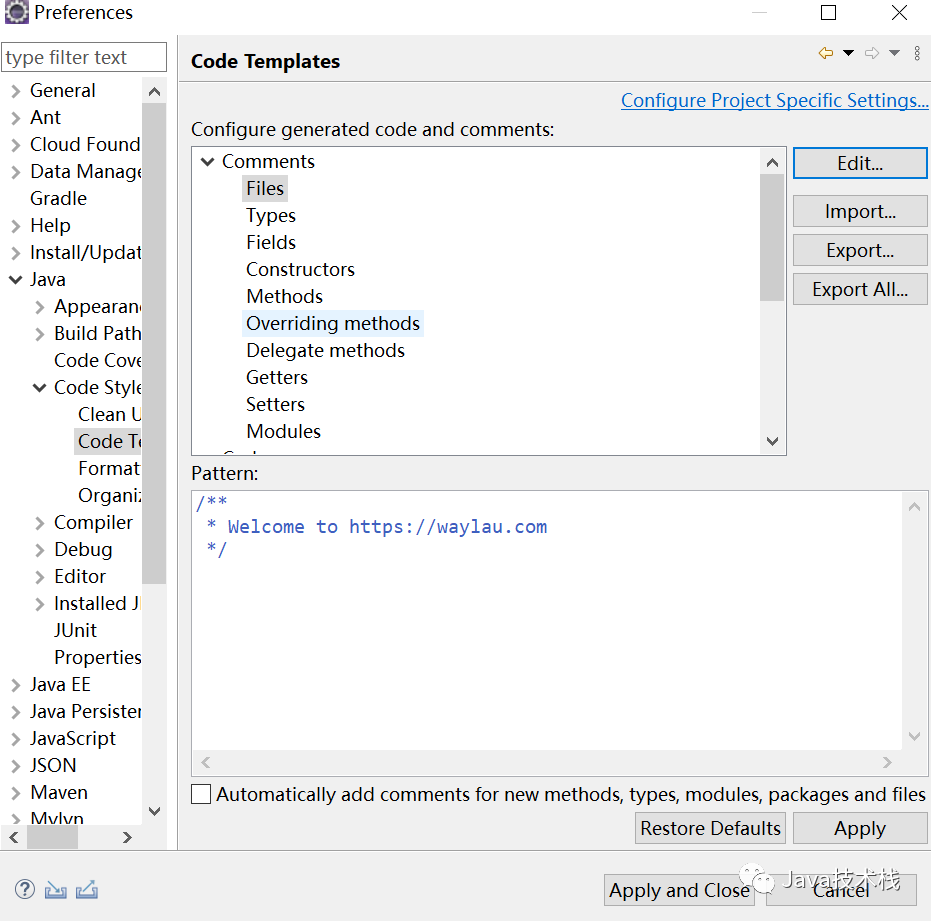 Preferences
type filter text
General
Ant
Cloud Found
Data Manage
Gradle
Help
Install/Updat
Java
Appearan
Build Path
Code Cove
Code Style
Clean U
Code Te
Format
Organiz
Compiler
Debug
Editor
Installed J
JUnit
Properties
Java EE
Java Persister
JavaScript
JSON
Maven
Mylyn
Code Templates
Configure Project Specific Settings...
Configure generated code and comments:
Comments
Files
Types
Fields
Constructors
Methods
Overriding methods
Delegate methods
Getters
Setters
Modules
Edit...
Import...
Export...
Export All...
Pattern:
/**
* Welcome to https://waylau.com
*/
Automatically add comments for new methods, types, modules, packages and files
Restore Defaults
Apply
Apply and Close
Cancel
Java技术栈